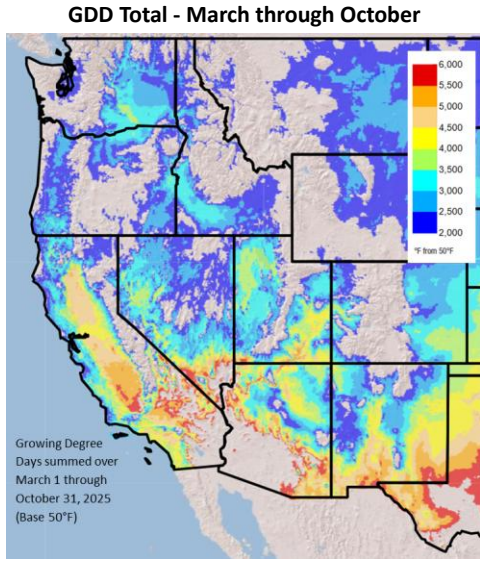 GDD Total - March through October
6,000
5,500
5,000
4,500
4,000
3,500
3,000
2,500
2,000
°F from 50°F
Growing Degree
Days summed over
March 1 through
October 31, 2025
(Base 50°F)